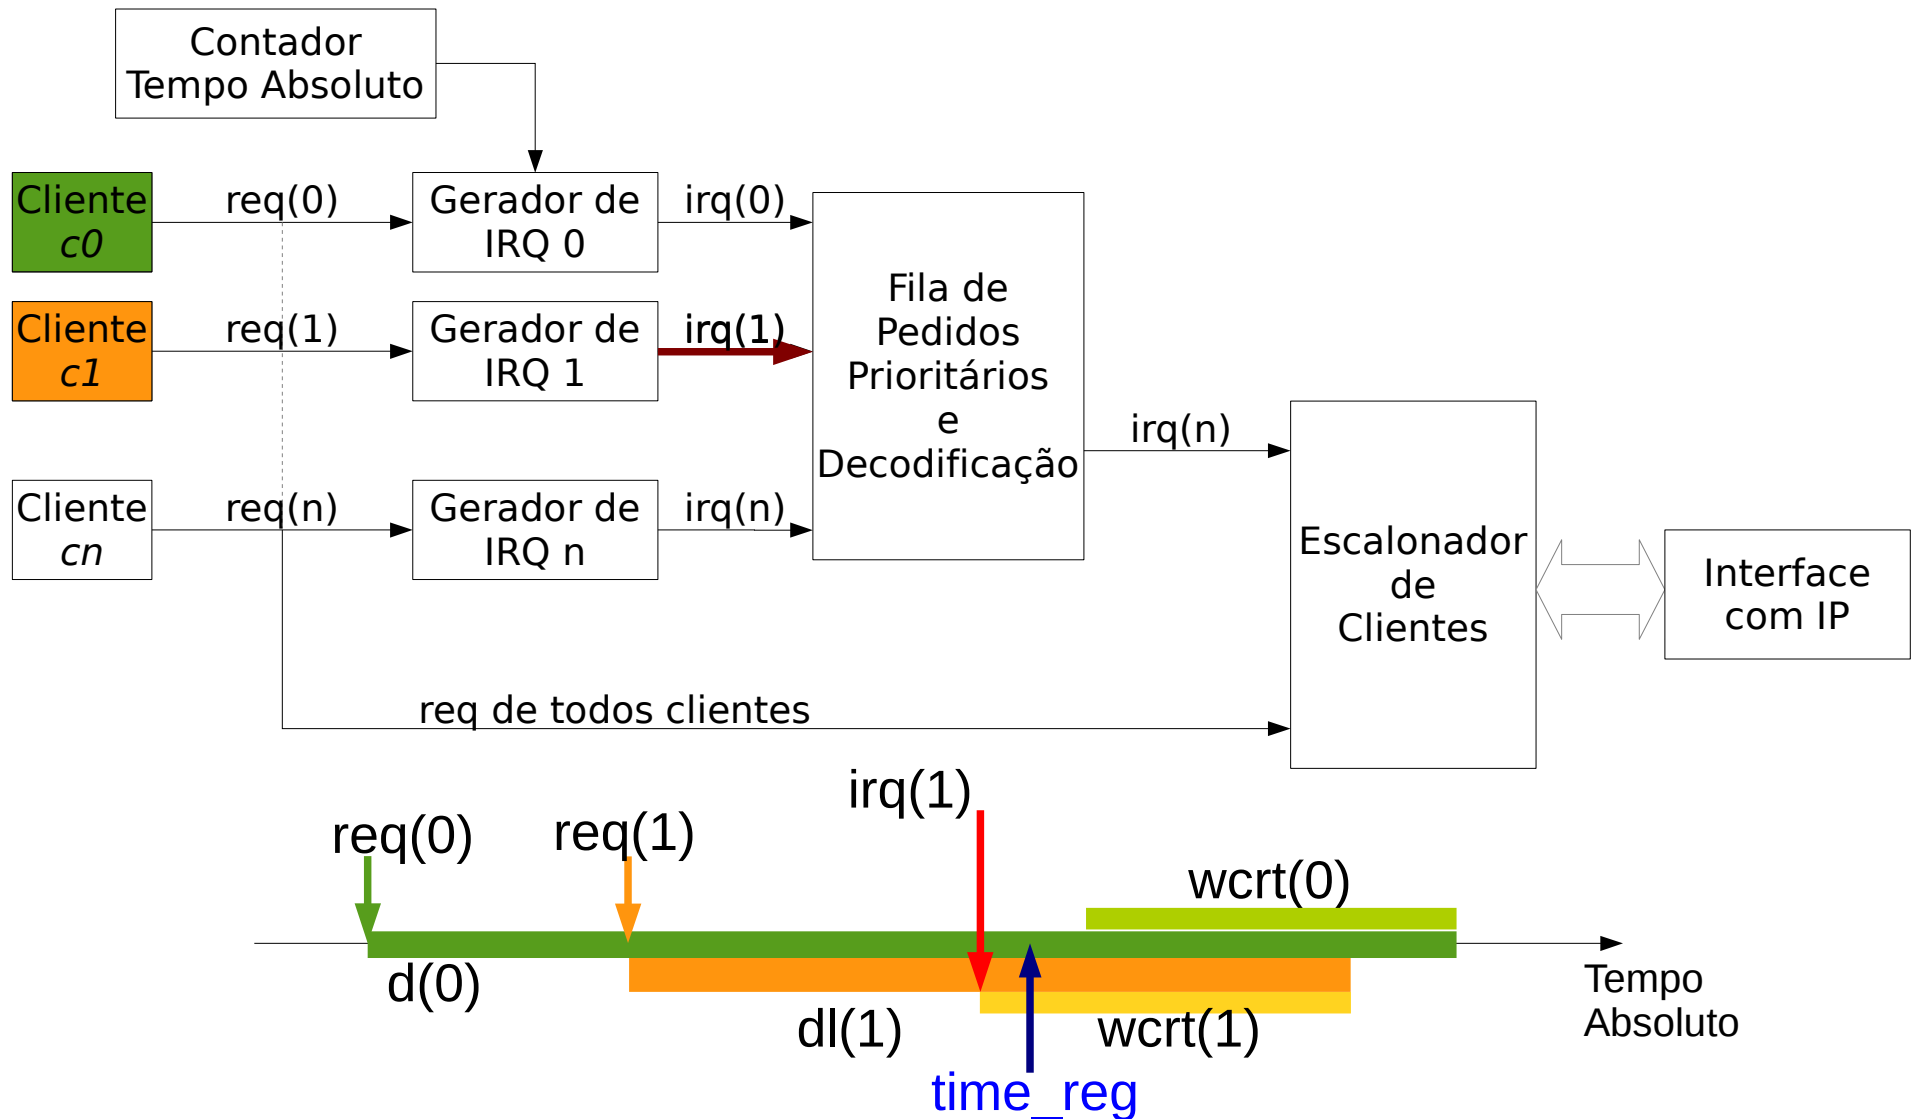 Contador
Tempo Absoluto
Cliente
c0
req(0)
Gerador de
IRQ 0
irq(0)
Cliente
c1
req(1)
Gerador de
IRQ 1
irq(1)
Cliente
cn
req(n)
Gerador de
IRQ n
irq(n)
Fila de
Pedidos
Prioritários
e
Decodificação
irq(n)
Escalonador
de
Clientes
Interface
com IP
req de todos clientes
irq(1)
req(0)
req(1)
wcrt(0)
d(0)
dl(1)
wcrt(1)
Tempo
Absoluto
time_reg